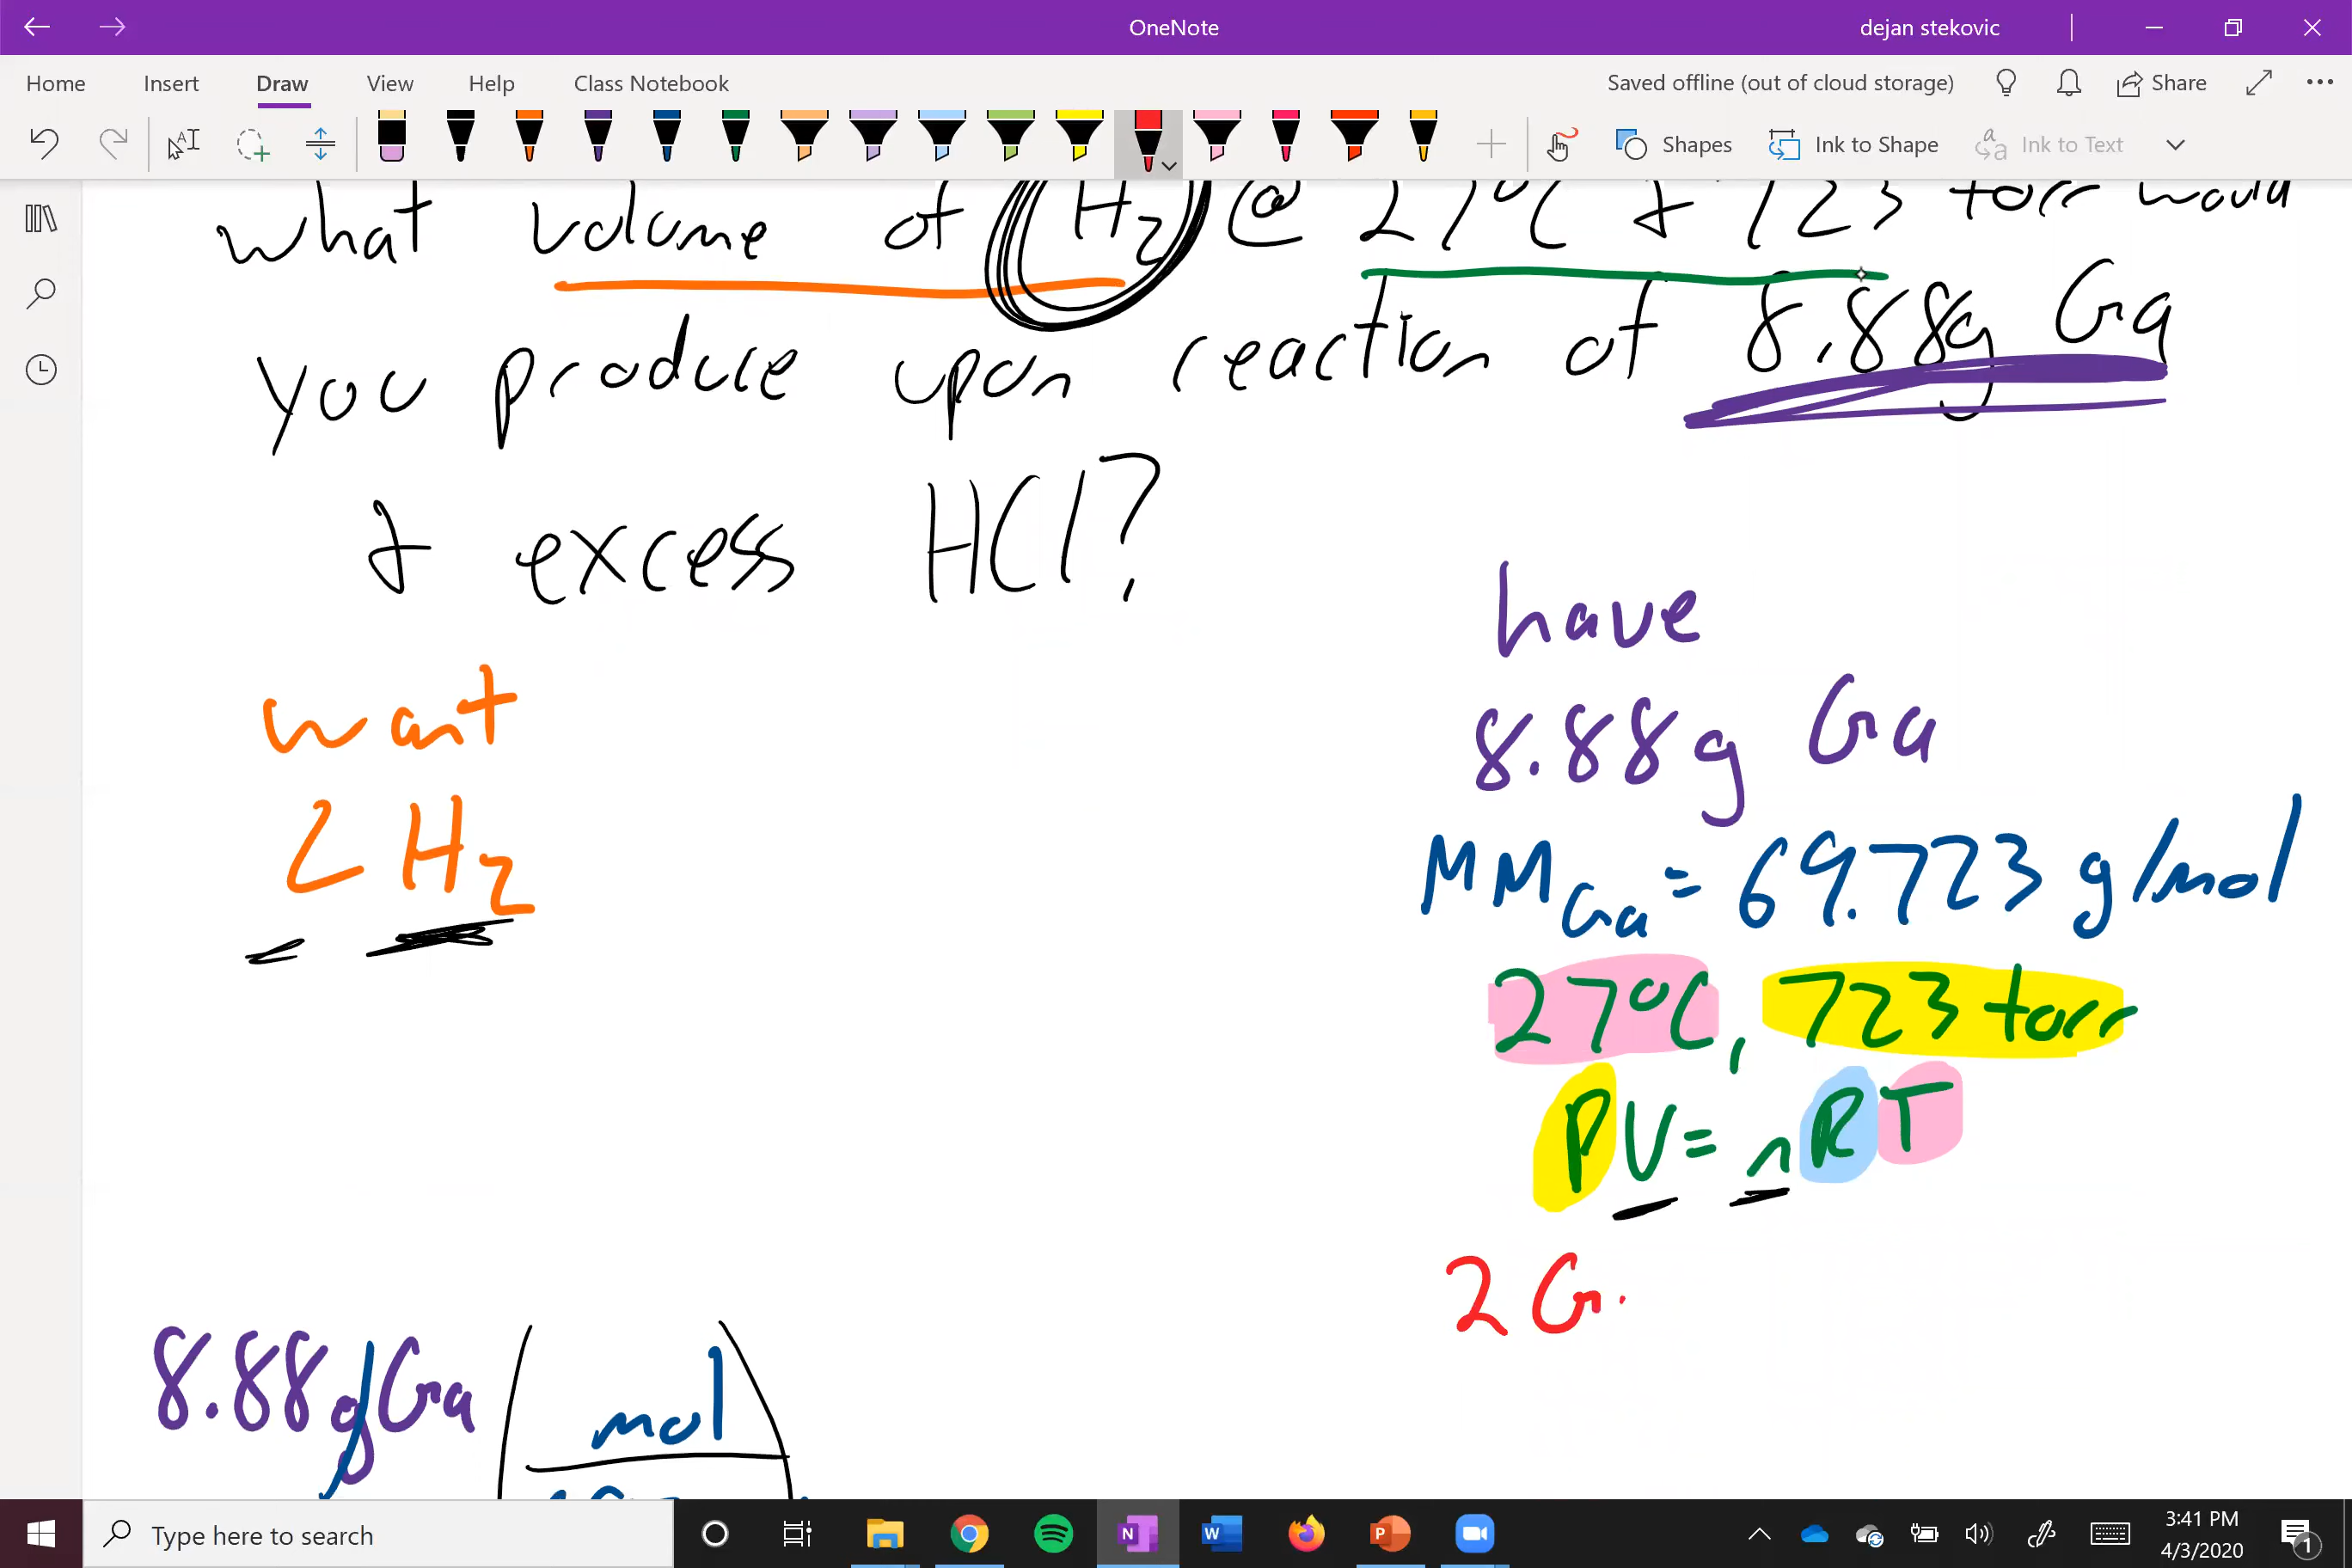 OneNote
dejan stekovic
Home Insert Draw View Help Class Notebook
Saved offline (out of cloud storage)
Share
Shapes Ink to Shape Ink to Text
what volume of H2 @ 27°C & 723 torr would
you produce upon reaction of 8.88g Ga
& excess HCl?
want
L H2
have
8.88g Ga
MM Ga = 69.723 g/mol
27°C, 723 torr
PV = nRT
2 G
8.88 g Ga ( mol )
Type here to search
3:41 PM
4/3/2020
1